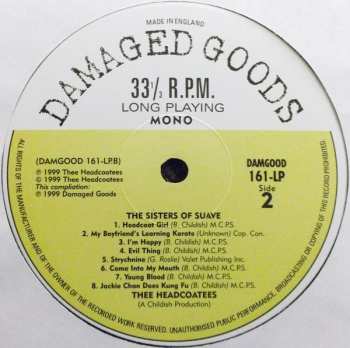 MADE IN ENGLAND
DAMAGED GOODS
33 1/3 R.P.M.
LONG PLAYING
MONO
(DAMGOOD 161-LP.B)
℗ 1999 Thee Headcoatees
© 1999 Thee Headcoatees
This compilation:
℗ 1999 Damaged Goods
DAMGOOD
161-LP
Side
2
THE SISTERS OF SUAVE
1. Headcoat Girl (B. Childish) M.C.P.S.
2. My Boyfriend's Learning Karate (Unknown) Cop. Con.
3. I'm Happy (B. Childish) M.C.P.S.
4. Evil Thing (B. Childish) M.C.P.S.
5. Strychnine (G. Roslie) Valet Publishing Inc.
6. Come Into My Mouth (B. Childish) M.C.P.S.
7. Young Blood (B. Childish) M.C.P.S.
8. Jackie Chan Does Kung Fu (B. Childish) M.C.P.S.
THEE HEADCOATEES
(A Childish Production)
ALL RIGHTS OF THE MANUFACTURER AND OF THE OWNER OF THE RECORDED WORK RESERVED. UNAUTHORISED PUBLIC PERFORMANCE, BROADCASTING OR COPYING THIS RECORD PROHIBITED.